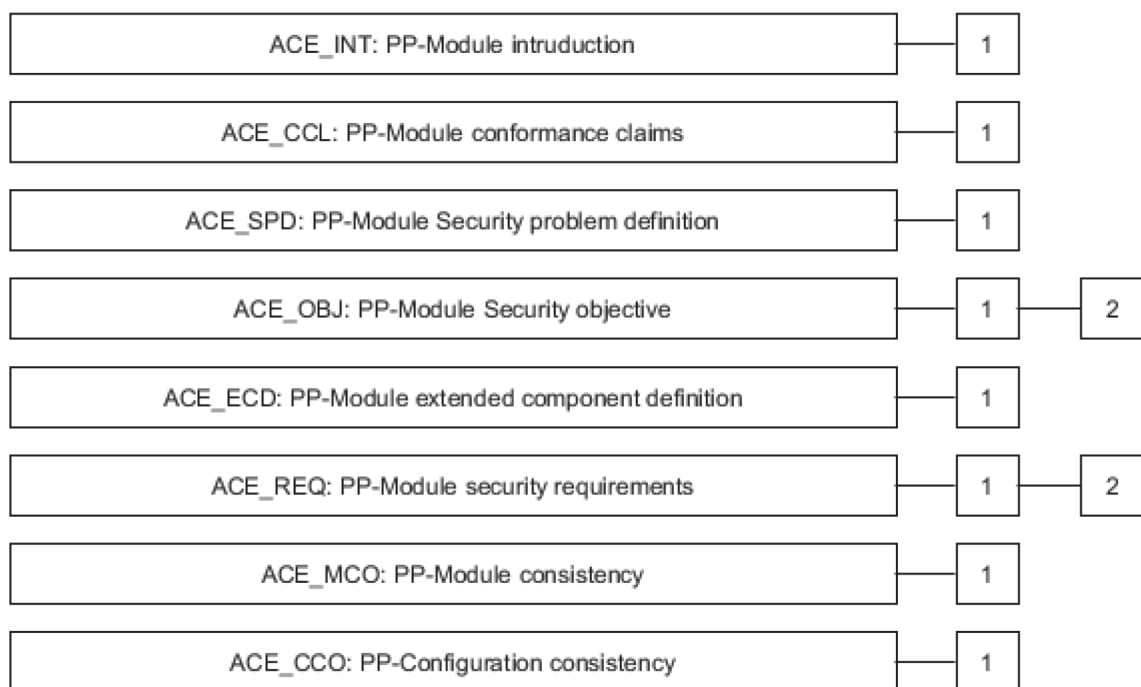 ACE_INT: PP-Module intruduction 1
ACE_CCL: PP-Module conformance claims 1
ACE_SPD: PP-Module Security problem definition 1
ACE_OBJ: PP-Module Security objective 1 2
ACE_ECD: PP-Module extended component definition 1
ACE_REQ: PP-Module security requirements 1 2
ACE_MCO: PP-Module consistency 1
ACE_CCO: PP-Configuration consistency 1